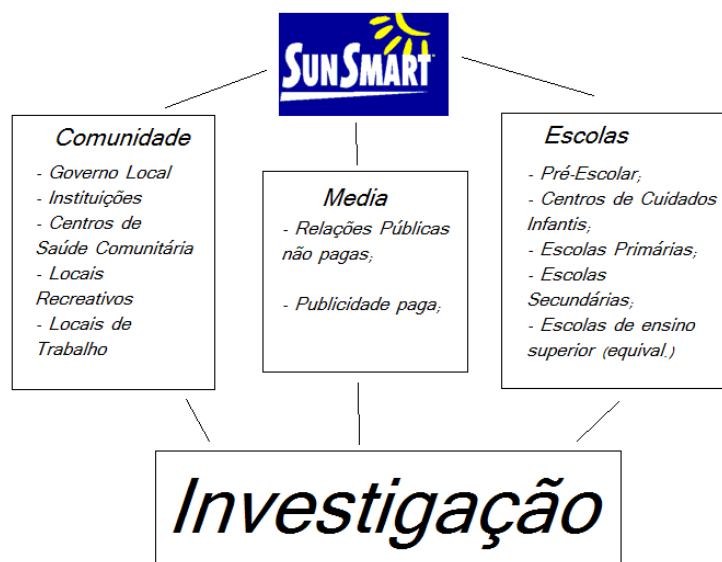 SUNSMART
Comunidade
- Governo Local
- Instituições
- Centros de
Saúde Comunitária
- Locais
Recreativos
- Locais de
Trabalho
Media
- Relações Públicas
não pagas;
- Publicidade paga;
Escolas
- Pré-Escolar;
- Centros de Cuidados
Infantis;
- Escolas Primárias;
- Escolas
Secundárias;
- Escolas de ensino
superior (equival.)
Investigação